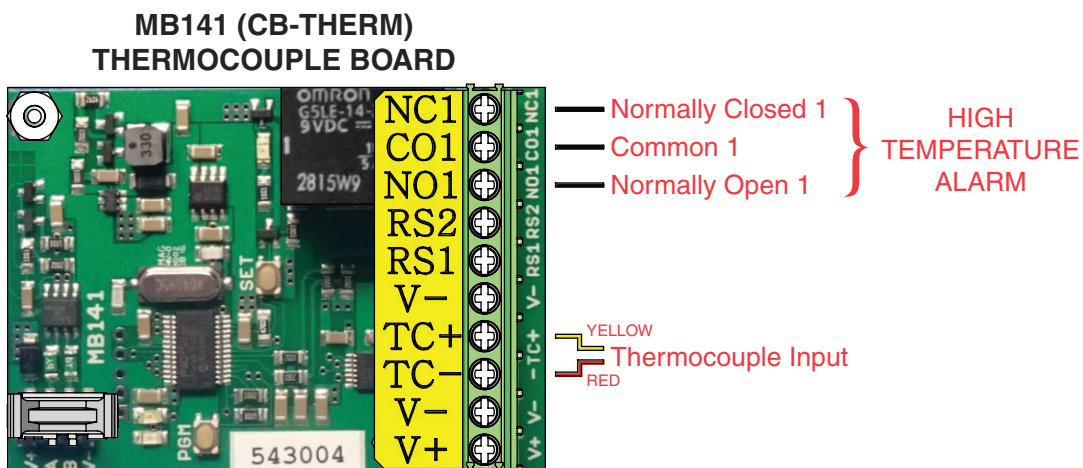 MB141 (CB-THERM)
THERMOCOUPLE BOARD
OMRON
G5LE-14-
9VDC
2815W9
330
NC1
CO1
NO1
RS2
RS1
V-
TC+
TC-
V-
V+
NC1
CO1
NO1
RS2
RS1
V-
TC+
-
V-
V+
Normally Closed 1
Common 1
Normally Open 1
HIGH
TEMPERATURE
ALARM
YELLOW
Thermocouple Input
RED
SET
MB141
PGM
543004
V+
A
B
V-